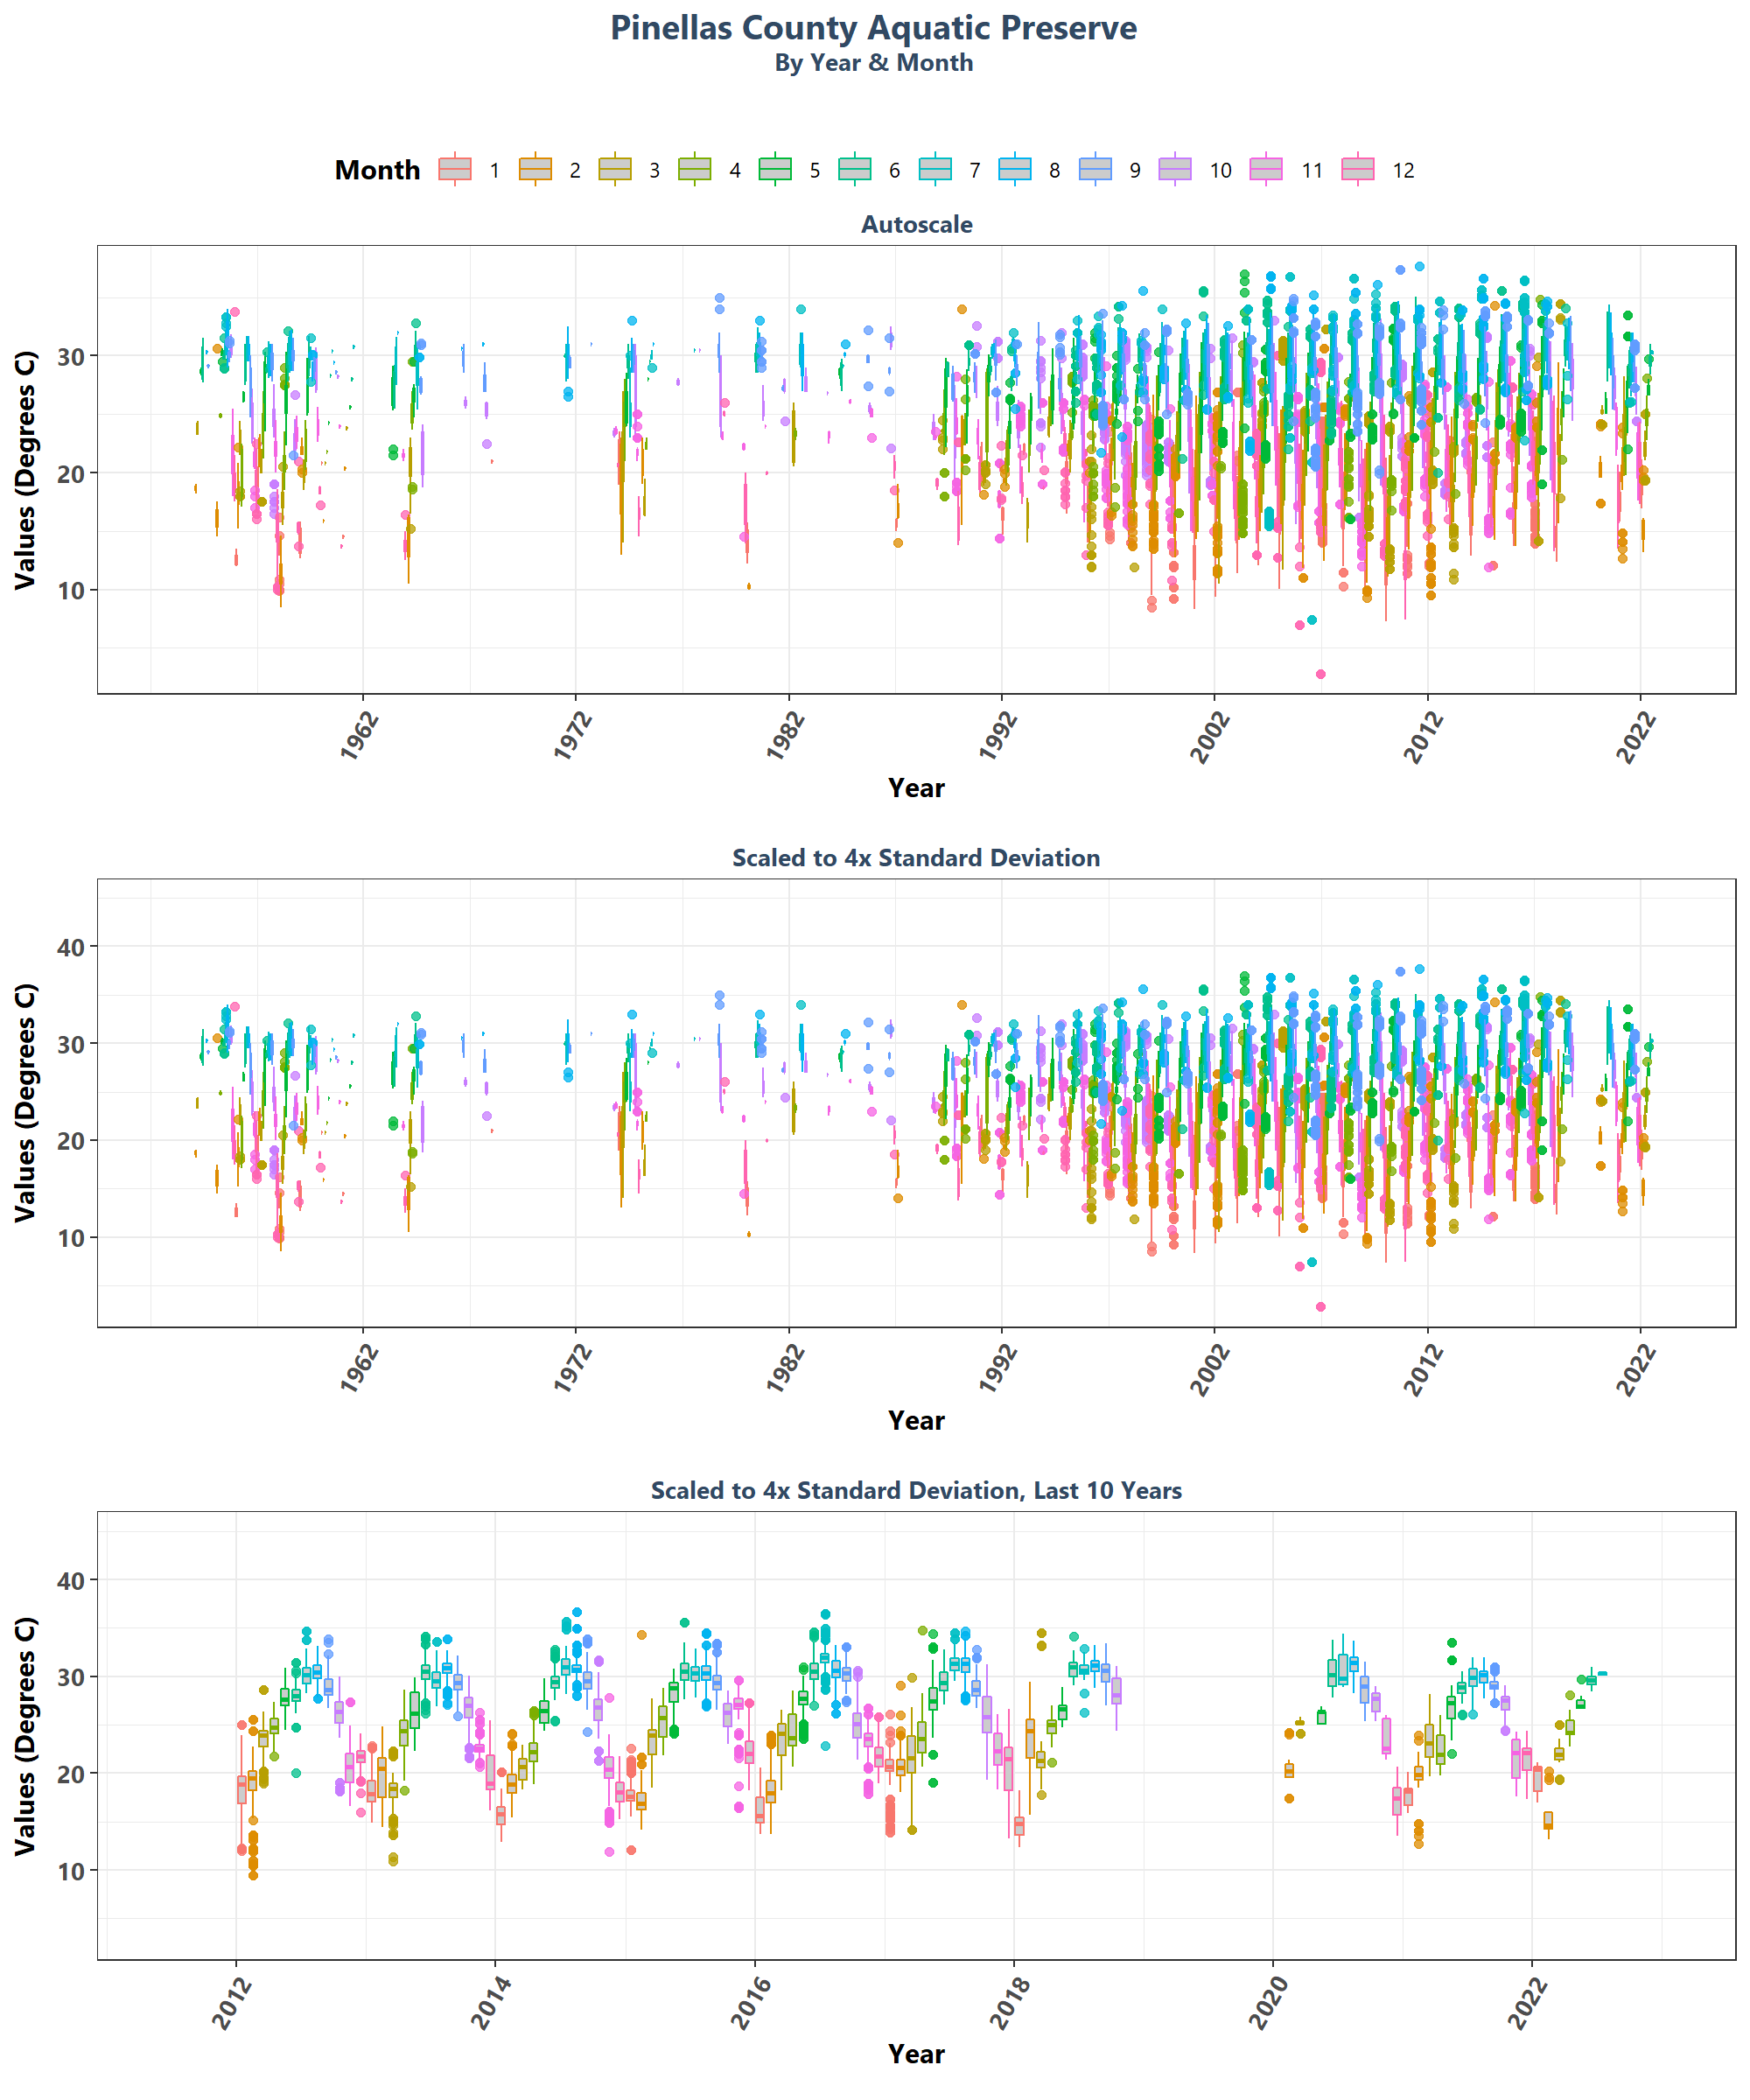 Pinellas County Aquatic Preserve
By Year & Month
Month 1 2 3 4 5 6 7 8 9 10 11 12
Autoscale
Values (Degrees C)
30
20
10
1962 1972 1982 1992 2002 2012 2022
Year
Scaled to 4x Standard Deviation
Values (Degrees C)
40
30
20
10
1962 1972 1982 1992 2002 2012 2022
Year
Scaled to 4x Standard Deviation, Last 10 Years
Values (Degrees C)
40
30
20
10
2012 2014 2016 2018 2020 2022
Year